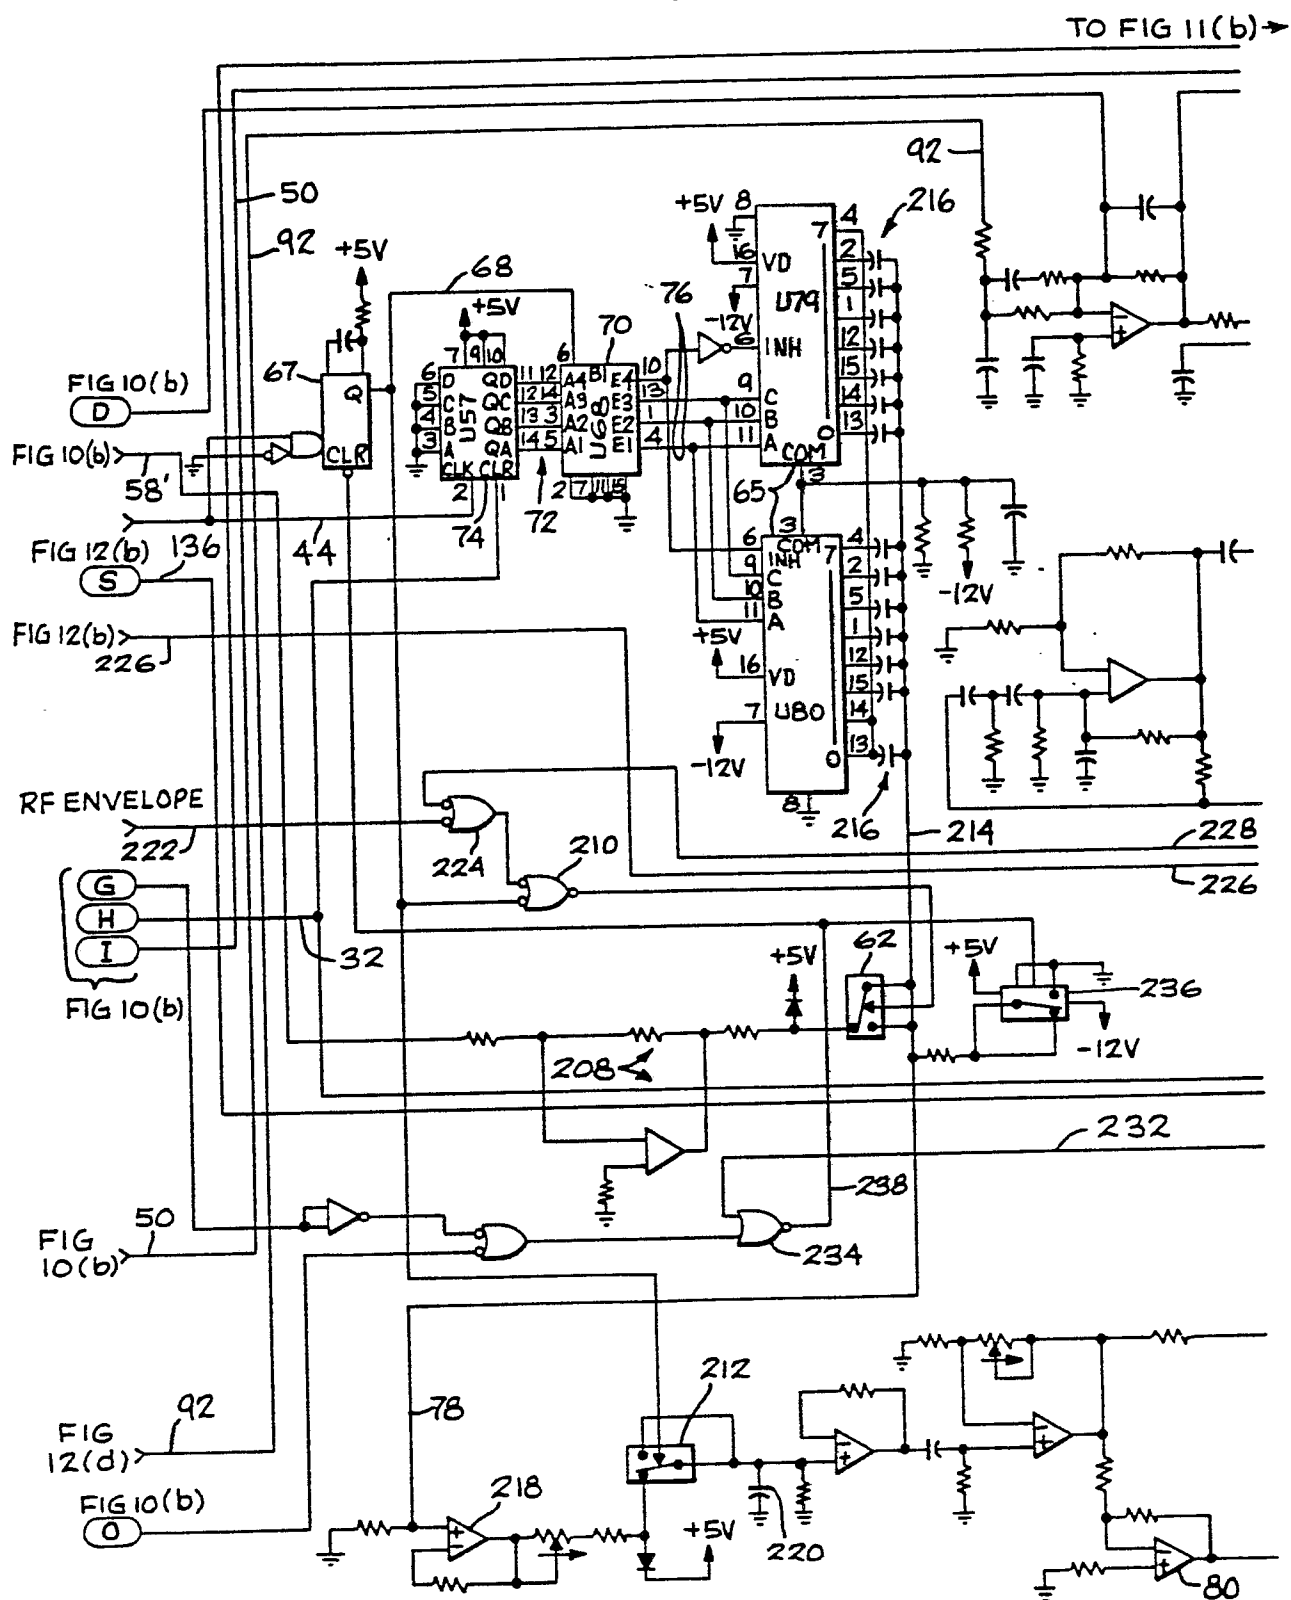 TO FIG 11(b)
92
50
92
+5V
+5V
8
4
216
16
VD
7
2
7
5
68
+5V
76
U79
1
-12V
70
6
INH
12
7
9
10
6
10
15
67
Q
6
D
QD
11
12
A4
BI
E4
13
9
C
14
FIG 10(b)
D
5
C
QC
12
14
A3
E3
1
10
B
13
4
B
U57
QB
13
3
A2
U68
E2
4
11
A
0
3
A
QA
14
5
A1
E1
COM
FIG 10(b)
CLR
CLK
CLR
3
58'
2
1
2
7
11
15
65
74
72
44
3
FIG 12(b)
136
6
COM
7
4
S
INH
9
C
2
10
B
5
-12V
11
A
1
FIG 12(b)
226
+5V
12
16
VD
15
7
U80
14
13
-12V
0
8
RF ENVELOPE
222
224
210
216
214
228
226
G
H
I
32
FIG 10(b)
62
+5V
+5V
236
-12V
208
232
238
50
FIG
10(b)
234
212
92
78
FIG
12(d)
FIG 10(b)
O
218
+5V
220
80